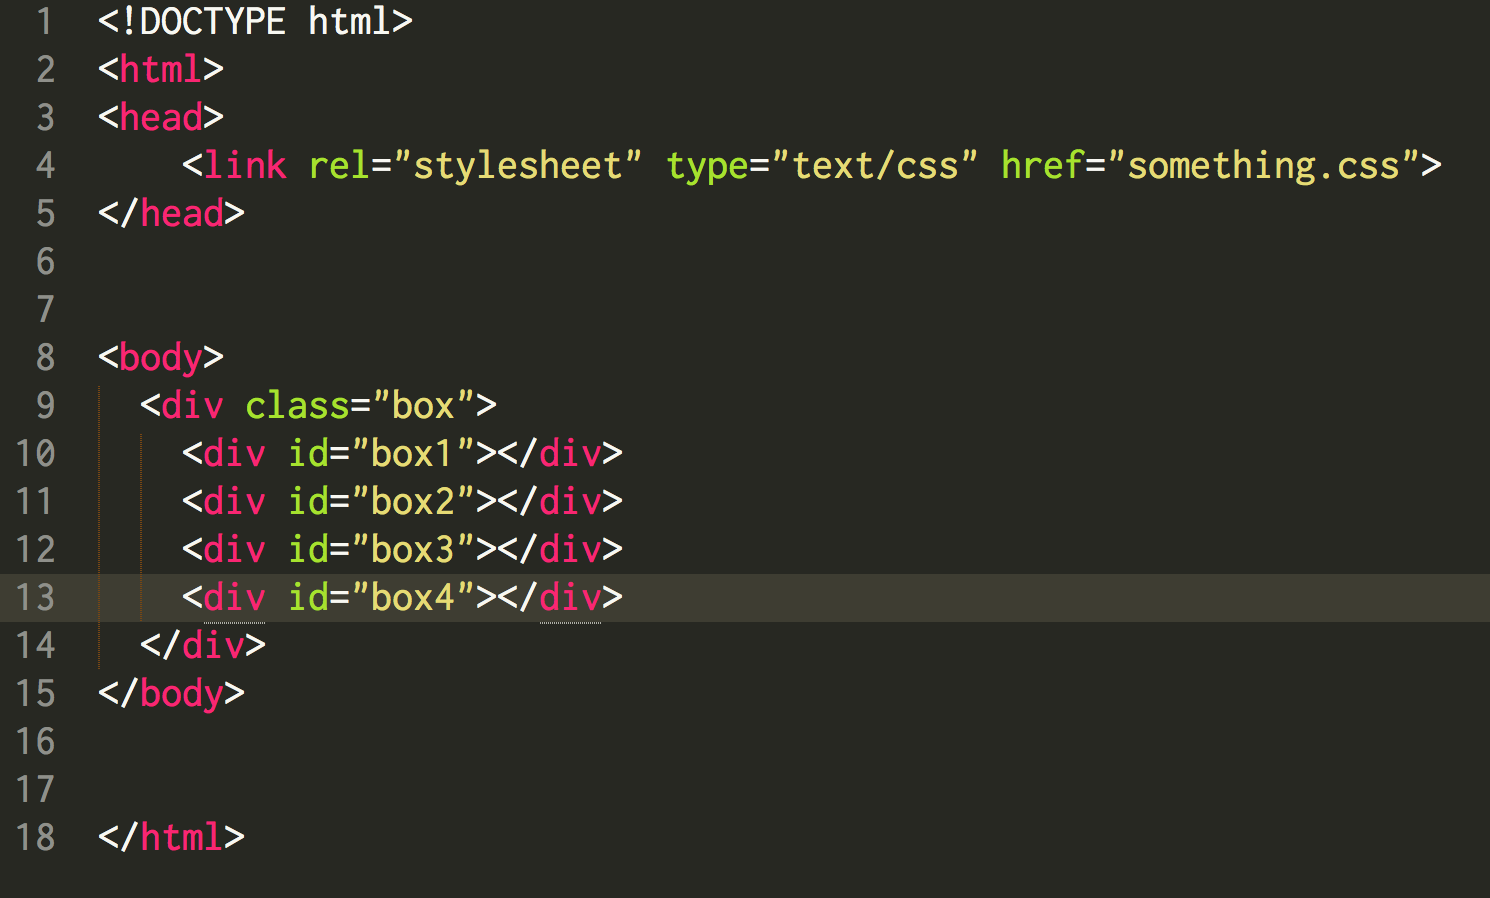 1 <!DOCTYPE html>
2 <html>
3 <head>
4     <link rel="stylesheet" type="text/css" href="something.css">
5 </head>
6
7
8 <body>
9   <div class="box">
10     <div id="box1"></div>
11     <div id="box2"></div>
12     <div id="box3"></div>
13     <div id="box4"></div>
14   </div>
15 </body>
16
17
18 </html>